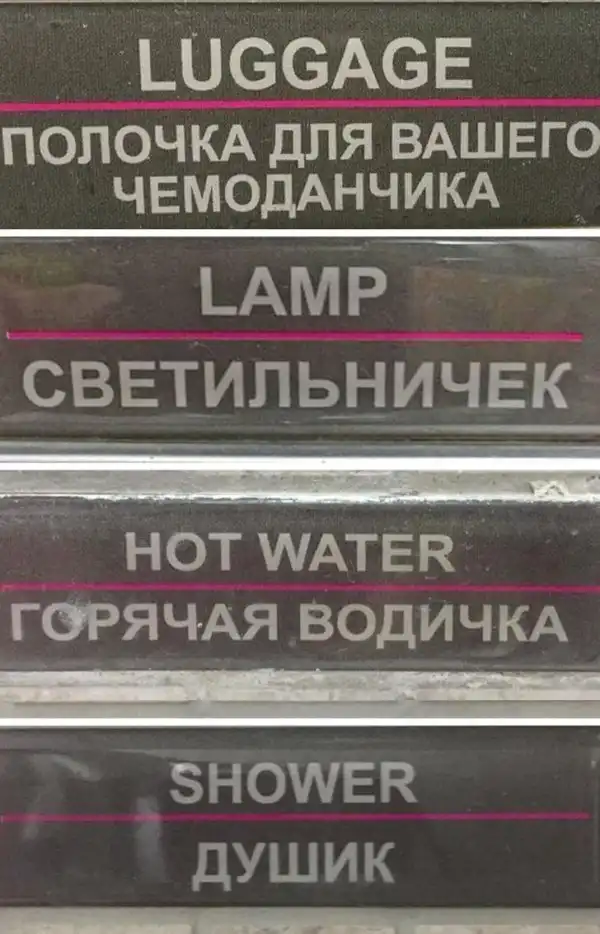 LUGGAGE
ПОЛОЧКА ДЛЯ ВАШЕГО
ЧЕМОДАНЧИКА
LAMP
СВЕТИЛЬНИЧЕК
HOT WATER
ГОРЯЧАЯ ВОДИЧКА
SHOWER
ДУШИК